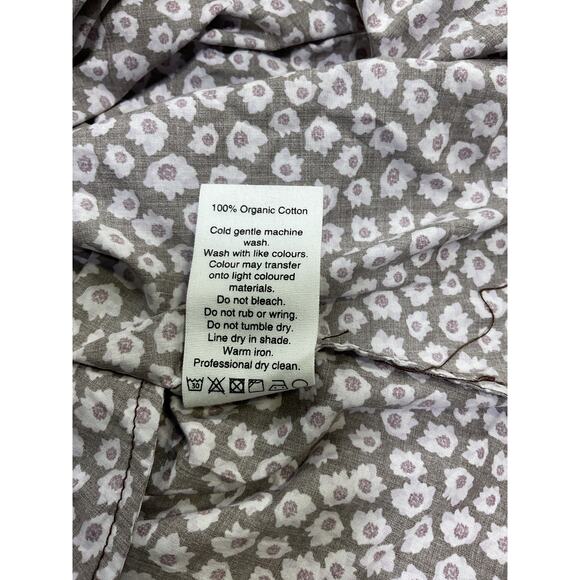 100% Organic Cotton
Cold gentle machine
wash.
Wash with like colours.
Colour may transfer
onto light coloured
materials.
Do not bleach.
Do not rub or wring.
Do not tumble dry.
Line dry in shade.
Warm iron.
Professional dry clean.
30